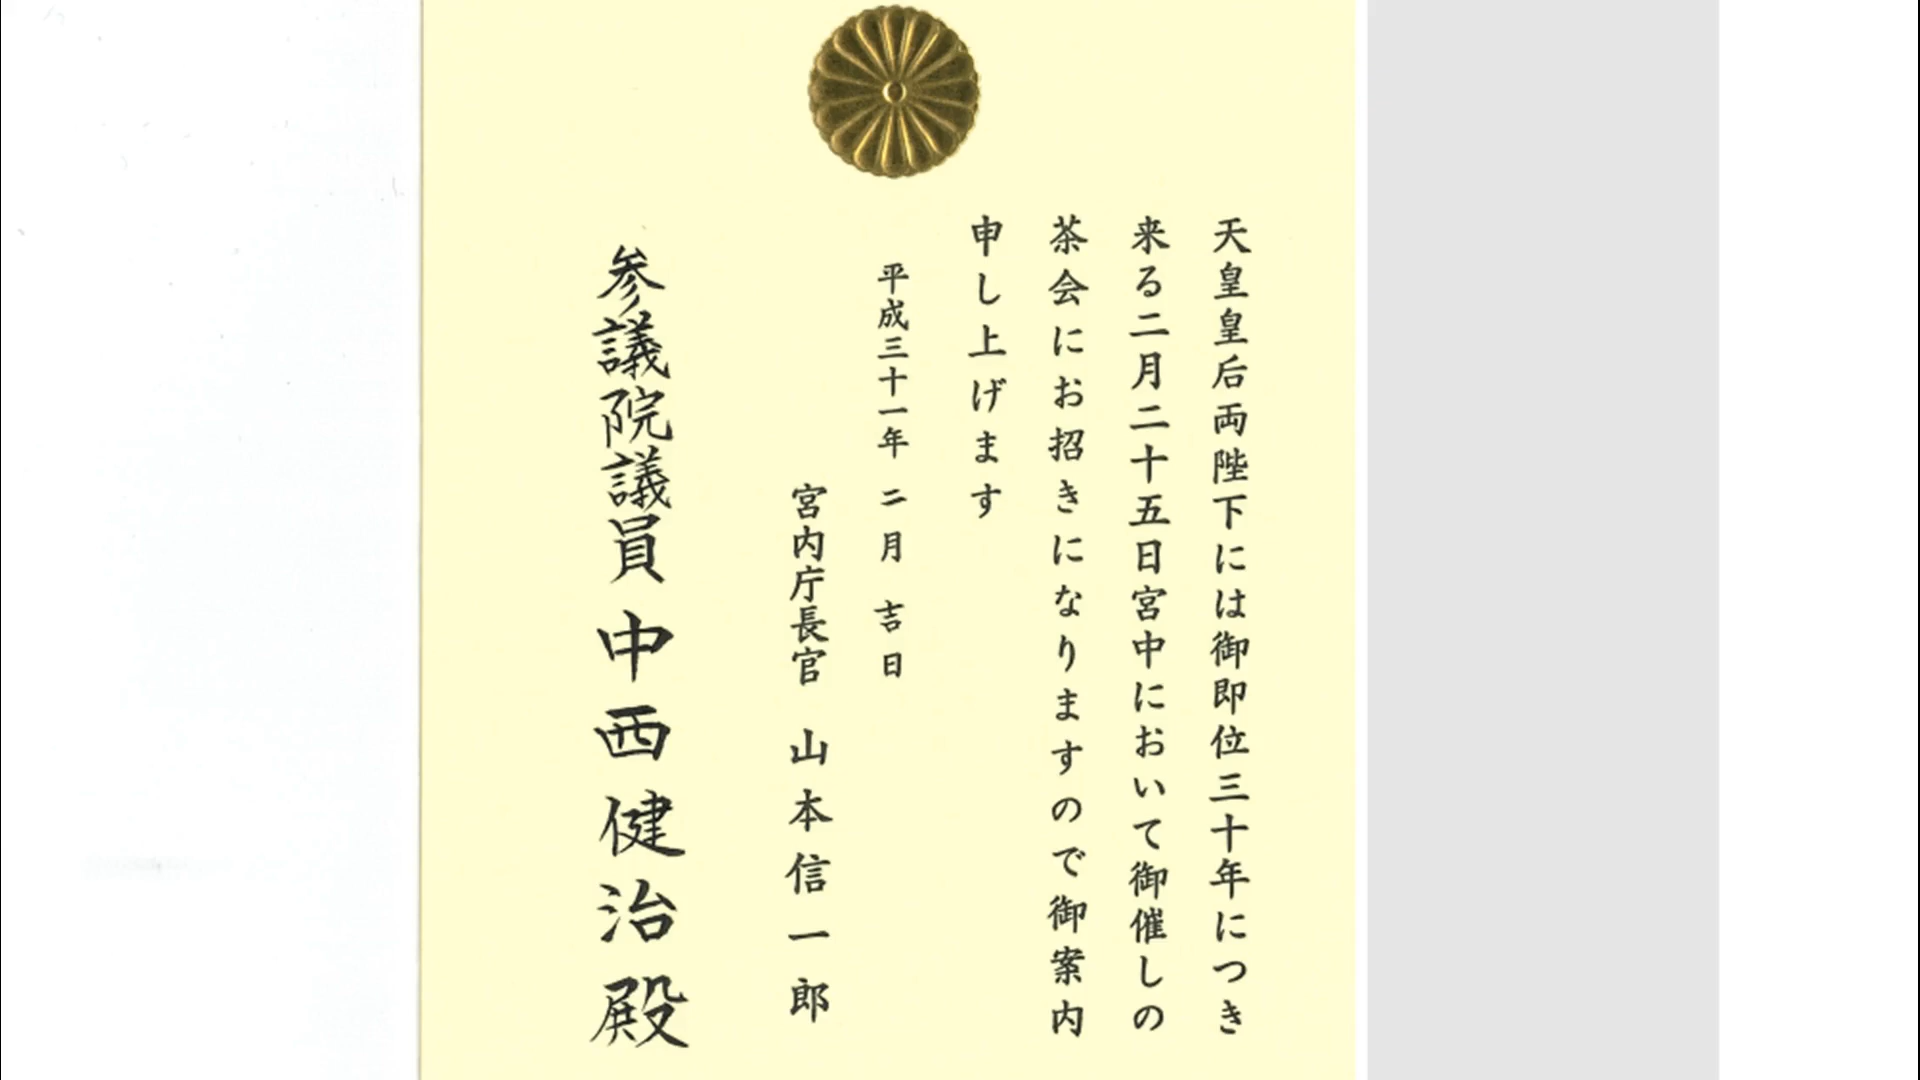 天皇皇后両陛下には御即位三十年につき
来る二月二十五日宮中において御催しの
茶会にお招きになりますので御案内
申し上げます
平成三十一年 二月 吉日
宮内庁長官 山本信一郎
参議院議員 中西健治殿